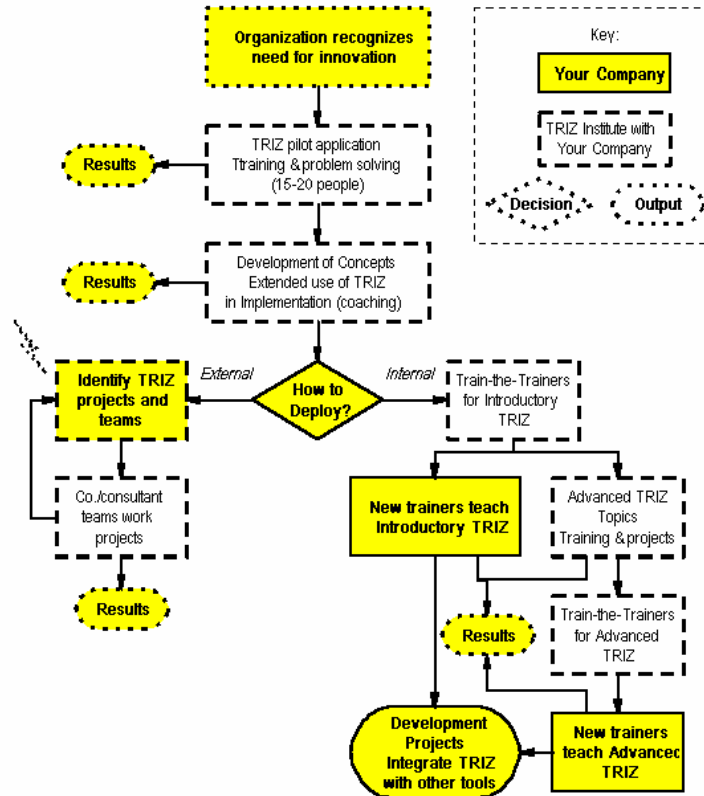 Organization recognizes
need for innovation
Key:
Your Company
TRIZ Institute with
Your Company
Decision
Output
TRIZ pilot application
Ttraining & problem solving
(15-20 people)
Results
Development of Concepts
Extended use of TRIZ
in Implementation (coaching)
Results
External
How to
Deploy?
Internal
Identify TRIZ
projects and
teams
Train-the-Trainers
for Introductory
TRIZ
Co./consultant
teams work
projects
New trainers teach
Introductory TRIZ
Advanced TRIZ
Topics
Training & projects
Results
Results
Train-the-Trainers
for Advanced
TRIZ
Development
Projects
Integrate TRIZ
with other tools
New trainers
teach Advanced
TRIZ